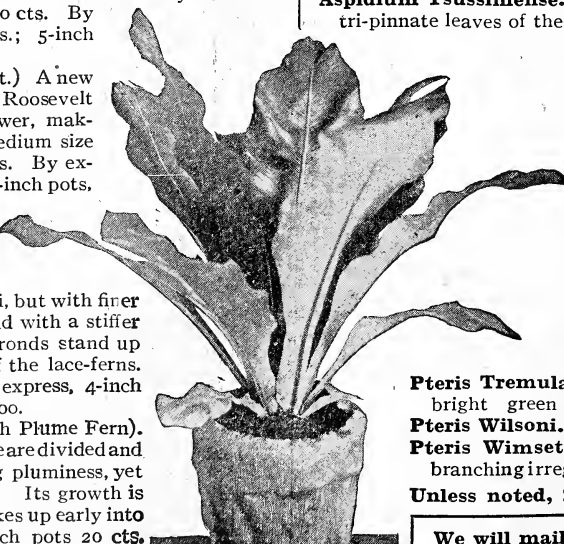 o cts. By
s.; 5-inch
t.) A new
Roosevelt
wer, mak-
edium size
s. By ex-
-inch pots,
i, but with finer
d with a stiffer
ronds stand up
f the lace-ferns.
express, 4-inch
oo.
h Plume Fern).
e are divided and
g pluminess, yet
Its growth is
kes up early into
ch pots 20 cts.
Aspidium Tsussimense.
tri-pinnate leaves of the
Pteris Tremula
bright green
Pteris Wilsoni.
Pteris Wimset
branching irre
Unless noted,
We will mail